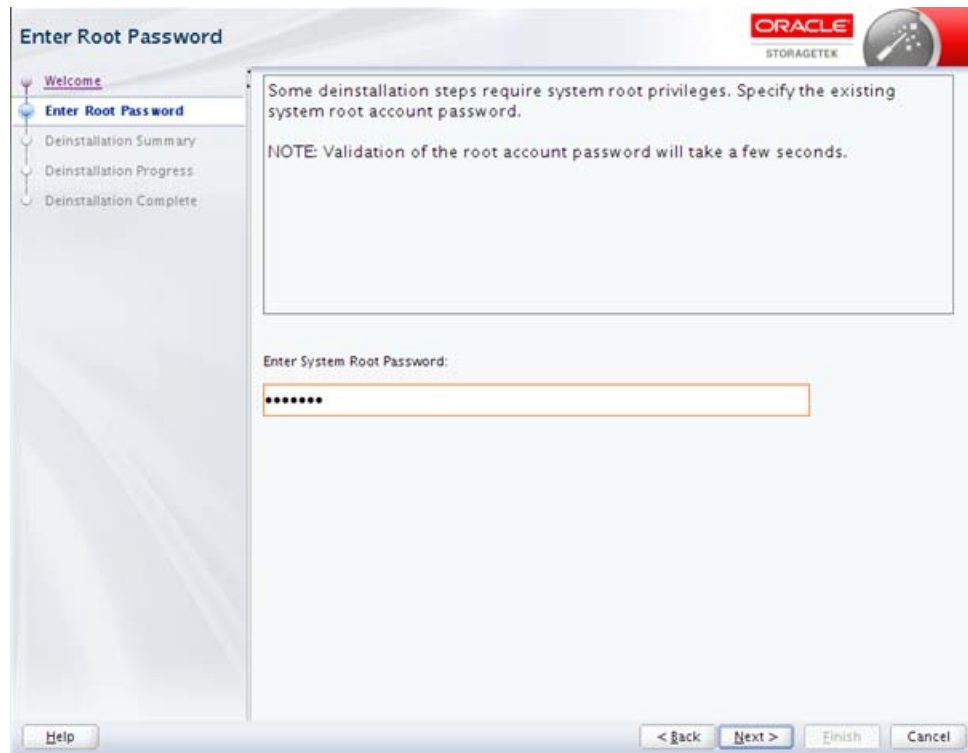 Enter Root Password
ORACLE
STORAGETEK
Welcome
Enter Root Password
Deinstallation Summary
Deinstallation Progress
Deinstallation Complete
Some deinstallation steps require system root privileges. Specify the existing
system root account password.
NOTE: Validation of the root account password will take a few seconds.
Enter System Root Password:
•••••••
Help
< Back
Next >
Finish
Cancel